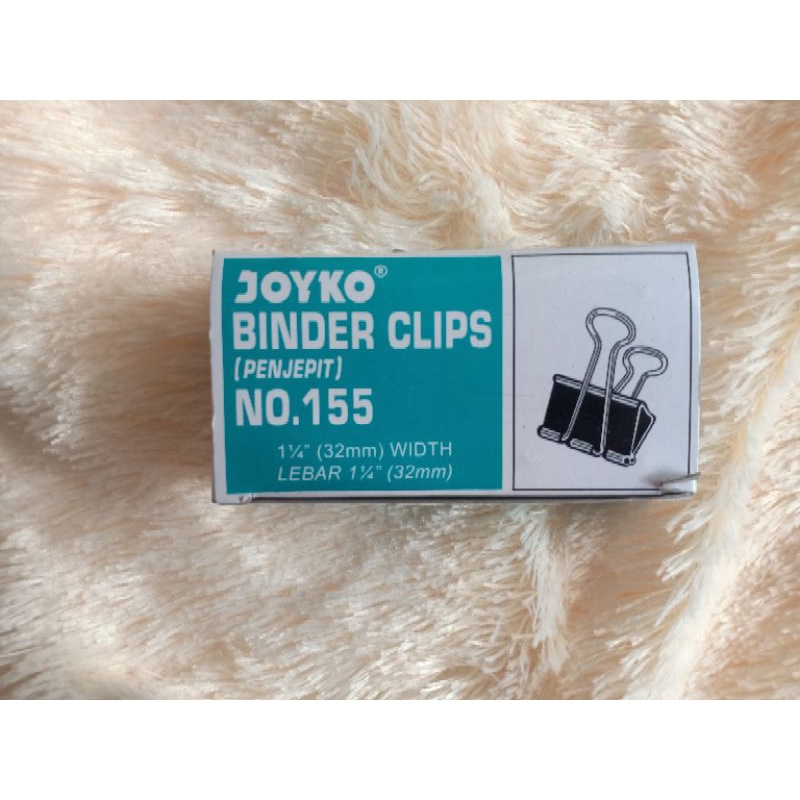 JOYKO®
BINDER CLIPS
(PENJEPIT)
NO.155
1¼" (32mm) WIDTH
LEBAR 1¼" (32mm)